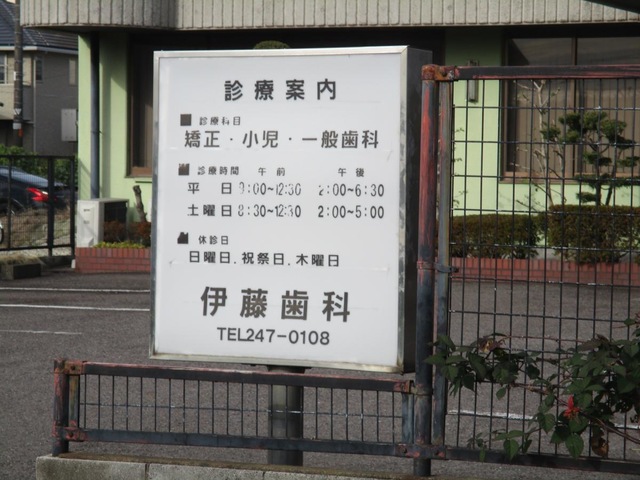 診療案内
■ 診療科目
矯正・小児・一般歯科
■ 診療時間 午前 午後
平 日 9:00~12:30 2:00~6:30
土曜日 8:30~12:30 2:00~5:00
■ 休診日
日曜日.祝祭日.木曜日
伊藤歯科
TEL247-0108